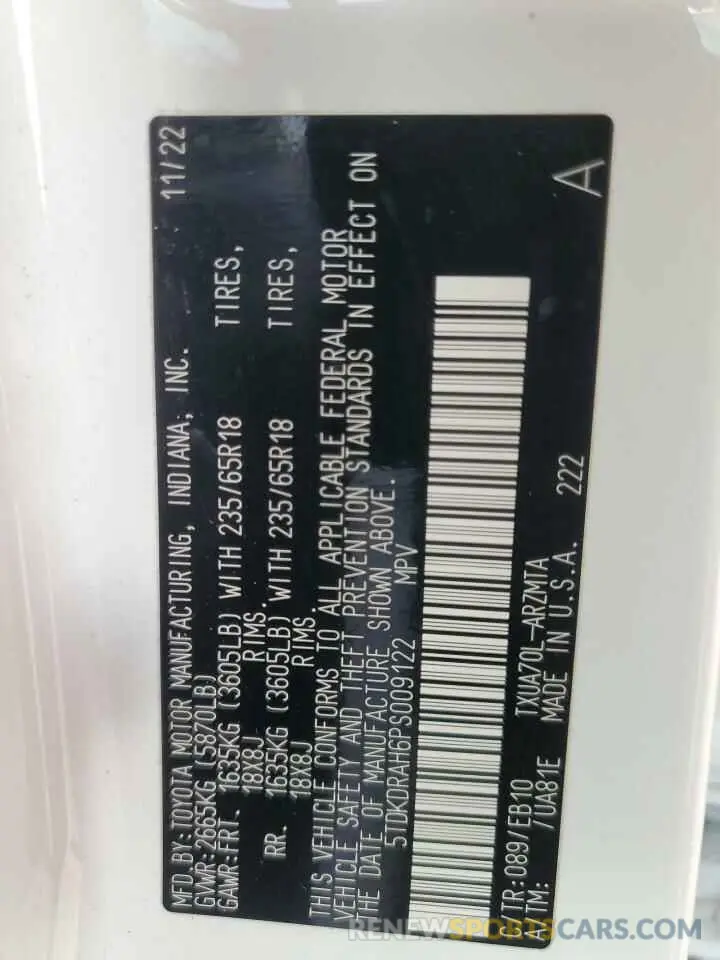 MFD.BY:TOYOTA MOTOR MANUFACTURING, INDIANA, INC. 11/22
GVWR:2665KG (5870LB)
GAWR:FRT. 1635KG (3605LB) WITH 235/65R18 TIRES,
18X8J RIMS.
RR. 1635KG (3605LB) WITH 235/65R18 TIRES,
18X8J RIMS.
THIS VEHICLE CONFORMS TO ALL APPLICABLE FEDERAL MOTOR
VEHICLE SAFETY AND THEFT PREVENTION STANDARDS IN EFFECT ON
THE DATE OF MANUFACTURE SHOWN ABOVE.
5TDKDRAH6PS009122 MPV
C/TR:089/EB10 TXUA70L-ARZMTA
A/TM: /UA81E MADE IN U.S.A. 222
A
RENEWSPORTSCARS.COM